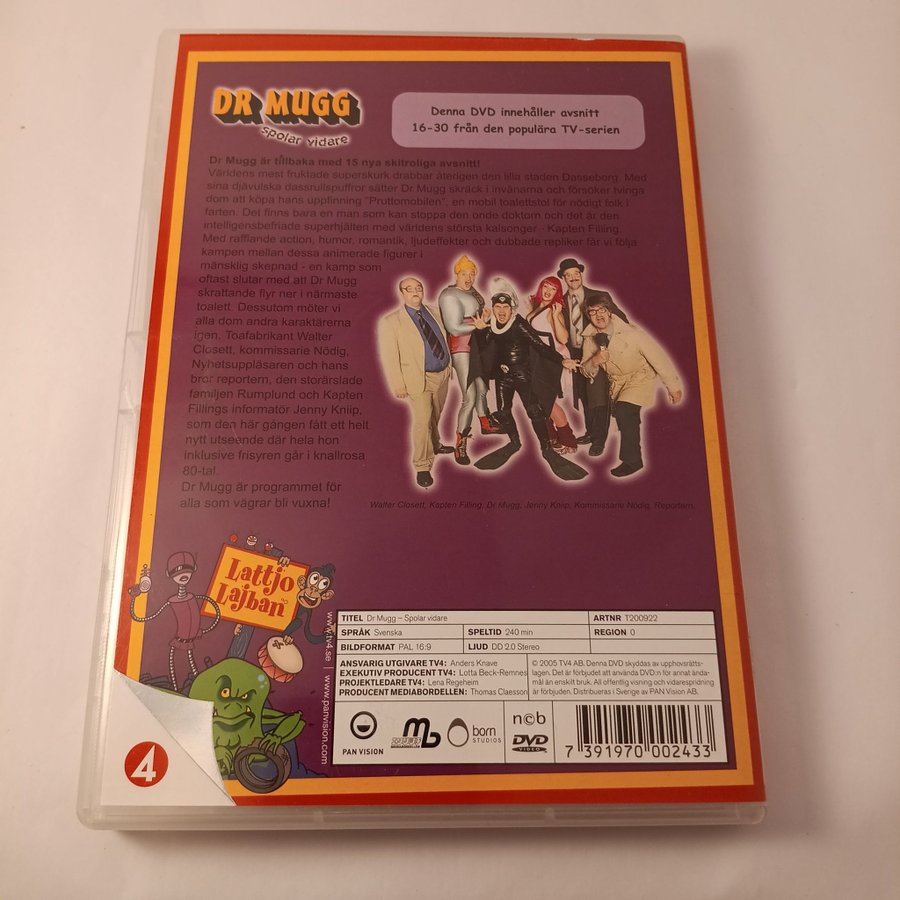 DR MUGG
spolar vidare
Denna DVD innehåller avsnitt
16-30 från den populära TV-serien
Dr Mugg är tillbaka med 15 nya skitroliga avsnitt!
Världens mest fruktade superskurk drabbar återigen den lilla staden Dasseborg. Med
sina djävulska dassrullspuffror sätter Dr Mugg skräck i invånarna och försöker tvinga
dom att köpa hans uppfinning "Pruttomobilen", en mobil toalettstol för nödigt folk i
farten. Det finns bara en man som kan stoppa den onde doktorn och det är den
intelligensbefriade superhjälten med världens största kalsonger - Kapten Filling.
Med rafflande action, humor, romantik, ljudeffekter och dubbade repliker får vi följa
kampen mellan dessa animerade figurer i
mänsklig skepnad - en kamp som
oftast slutar med att Dr Mugg
skrattande flyr ner i närmaste
toalett. Dessutom möter vi
alla dom andra karaktärerna
igen. Toafabrikant Walter
Closett, kommissarie Nödig,
Nyhetsuppläsaren och hans
bror reportern, den storärslade
familjen Rumplund och Kapten
Fillings informatör Jenny Kniip,
som den här gången fått ett helt
nytt utseende där hela hon
inklusive frisyren går i knallrosa
80-tal.
Dr Mugg är programmet för
alla som vägrar bli vuxna!
Walter Closett, Kapten Filling, Dr Mugg, Jenny Kniip, Kommissarie Nödig, Reportern.
Lattjo
Lajban
www.tv4.se | www.panvision.com
TITEL Dr Mugg – Spolar vidare
ARTNR T200922
SPRÅK Svenska
SPELTID 240 min
REGION 0
BILDFORMAT PAL 16:9
LJUD DD 2.0 Stereo
ANSVARIG UTGIVARE TV4: Anders Knave
EXEKUTIV PRODUCENT TV4: Lotta Beck-Remnes
PROJEKTLEDARE TV4: Lena Regeheim
PRODUCENT MEDIABORDELLEN: Thomas Claesson
© 2005 TV4 AB. Denna DVD skyddas av upphovsrätts-
lagen. Det är förbjudet att använda DVD:n för annat ända-
mål än enskilt bruk. All offentlig visning och vidarespridning
är förbjuden. Distribueras i Sverige av PAN Vision AB.
PAN VISION
mb
born
STUDIOS
n©b
DVD
VIDEO
7 391970 002433
4